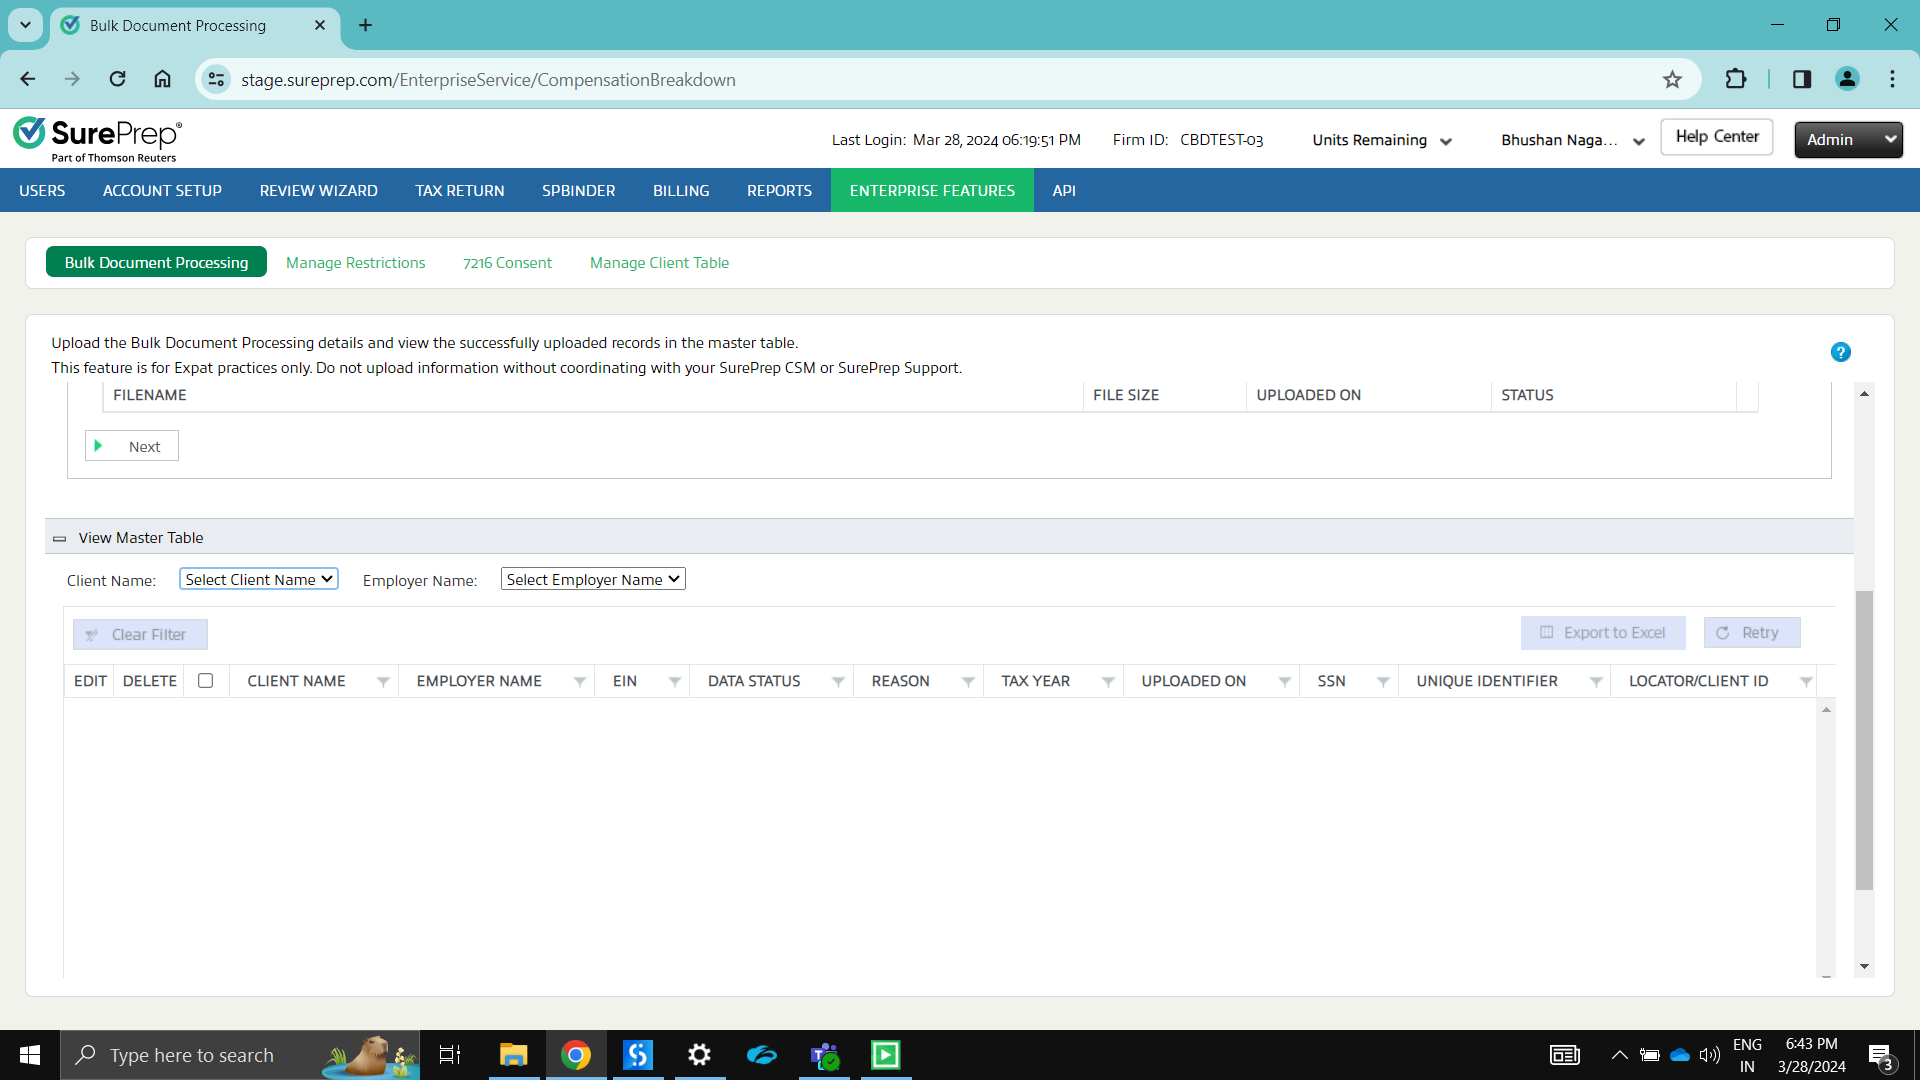 Bulk Document Processing
stage.sureprep.com/EnterpriseService/CompensationBreakdown
SurePrep®
Part of Thomson Reuters
Last Login: Mar 28, 2024 06:19:51 PM
Firm ID: CBDTEST-03
Units Remaining
Bhushan Naga...
Help Center
Admin
USERS ACCOUNT SETUP REVIEW WIZARD TAX RETURN SPBINDER BILLING REPORTS ENTERPRISE FEATURES API
Bulk Document Processing Manage Restrictions 7216 Consent Manage Client Table
Upload the Bulk Document Processing details and view the successfully uploaded records in the master table.
This feature is for Expat practices only. Do not upload information without coordinating with your SurePrep CSM or SurePrep Support.
?
FILENAME FILE SIZE UPLOADED ON STATUS
Next
View Master Table
Client Name: Select Client Name Employer Name: Select Employer Name
Clear Filter Export to Excel Retry
EDIT DELETE CLIENT NAME EMPLOYER NAME EIN DATA STATUS REASON TAX YEAR UPLOADED ON SSN UNIQUE IDENTIFIER LOCATOR/CLIENT ID
Type here to search
ENG
IN
6:43 PM
3/28/2024
3